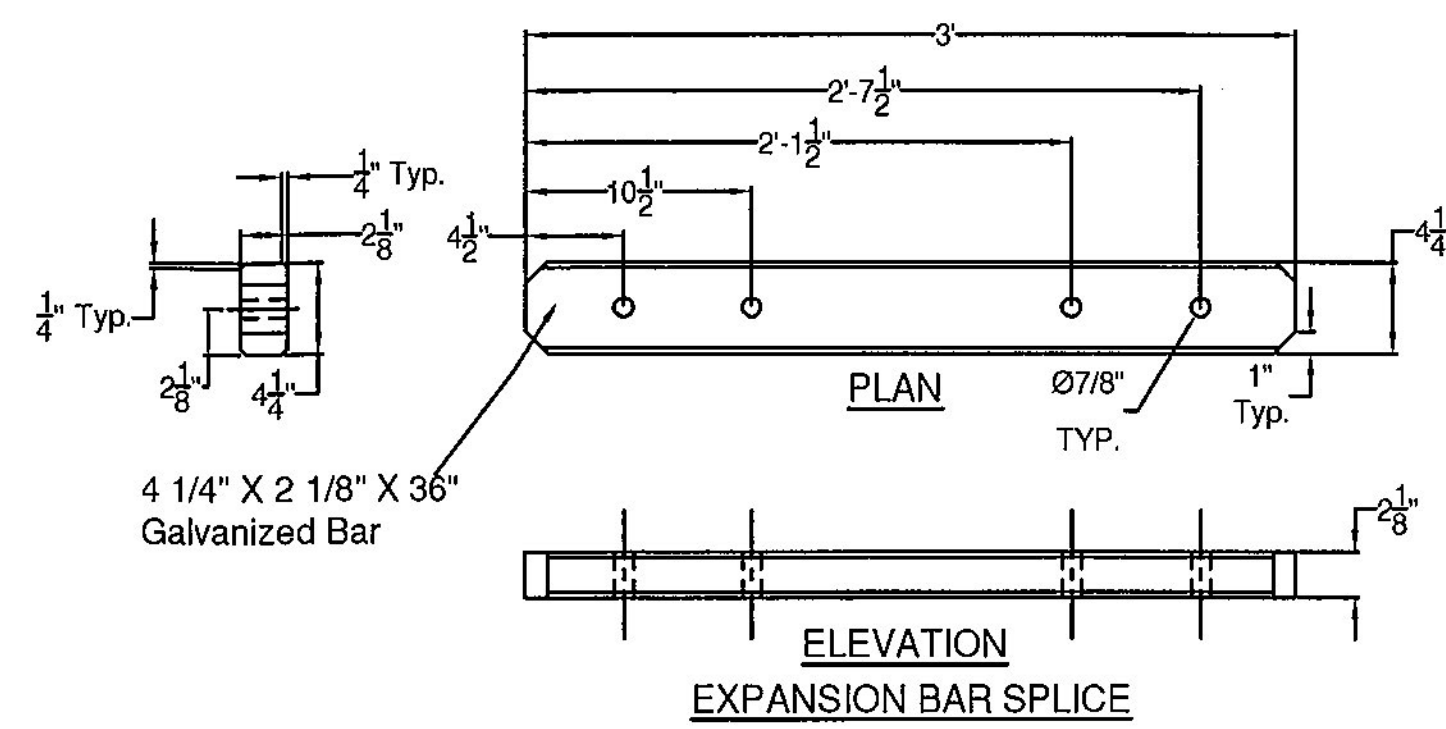 3'
2'-7 1/2"
2'-1 1/2"
1/4" Typ.
10 1/2"
2 1/8"
4 1/2"
4 1/4
1/4" Typ.
2 1/8"
4 1/4"
PLAN
Ø7/8"
TYP.
1"
Typ.
4 1/4" X 2 1/8" X 36"
Galvanized Bar
2 1/8"
ELEVATION
EXPANSION BAR SPLICE